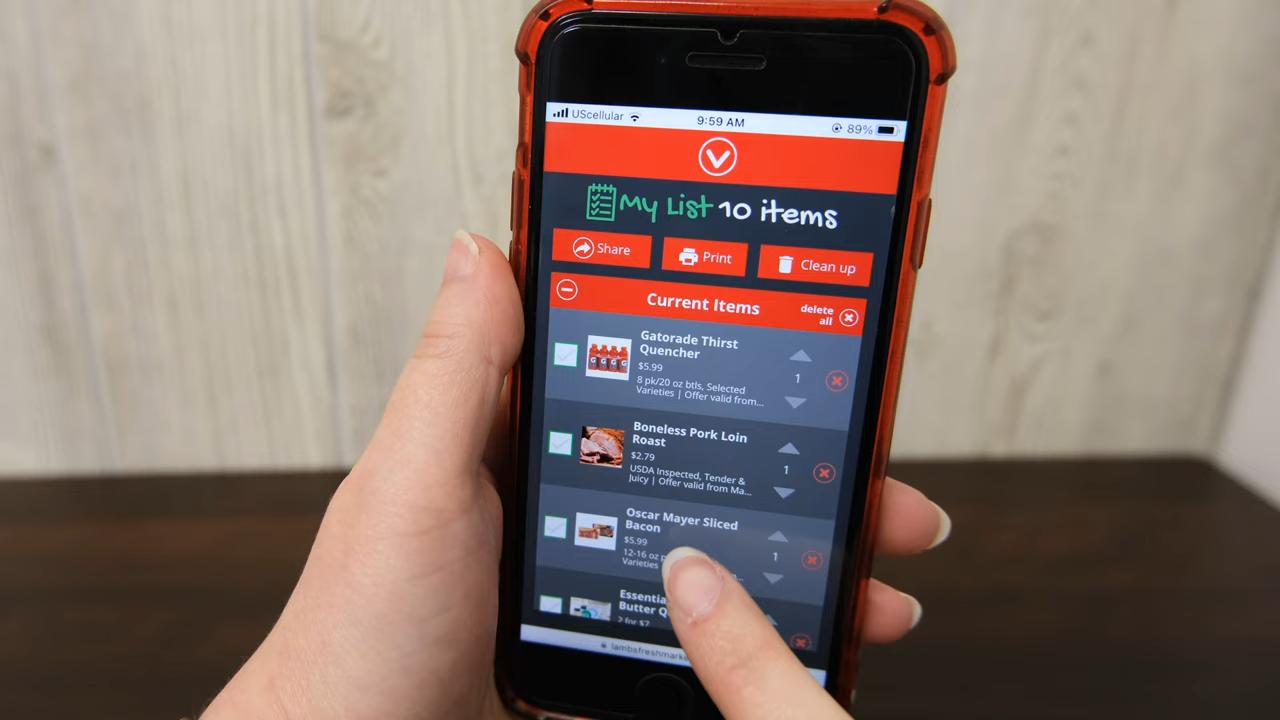 UScellular
9:59 AM
89%
My List 10 items
Share
Print
Clean up
Current Items
delete
all
Gatorade Thirst
Quencher
$5.99
8 pk/20 oz btls, Selected
Varieties | Offer valid from...
1
Boneless Pork Loin
Roast
$2.79
USDA Inspected, Tender &
Juicy | Offer valid from Ma...
1
Oscar Mayer Sliced
Bacon
$5.99
12-16 oz
Varieties
1
Butter
2 for $7